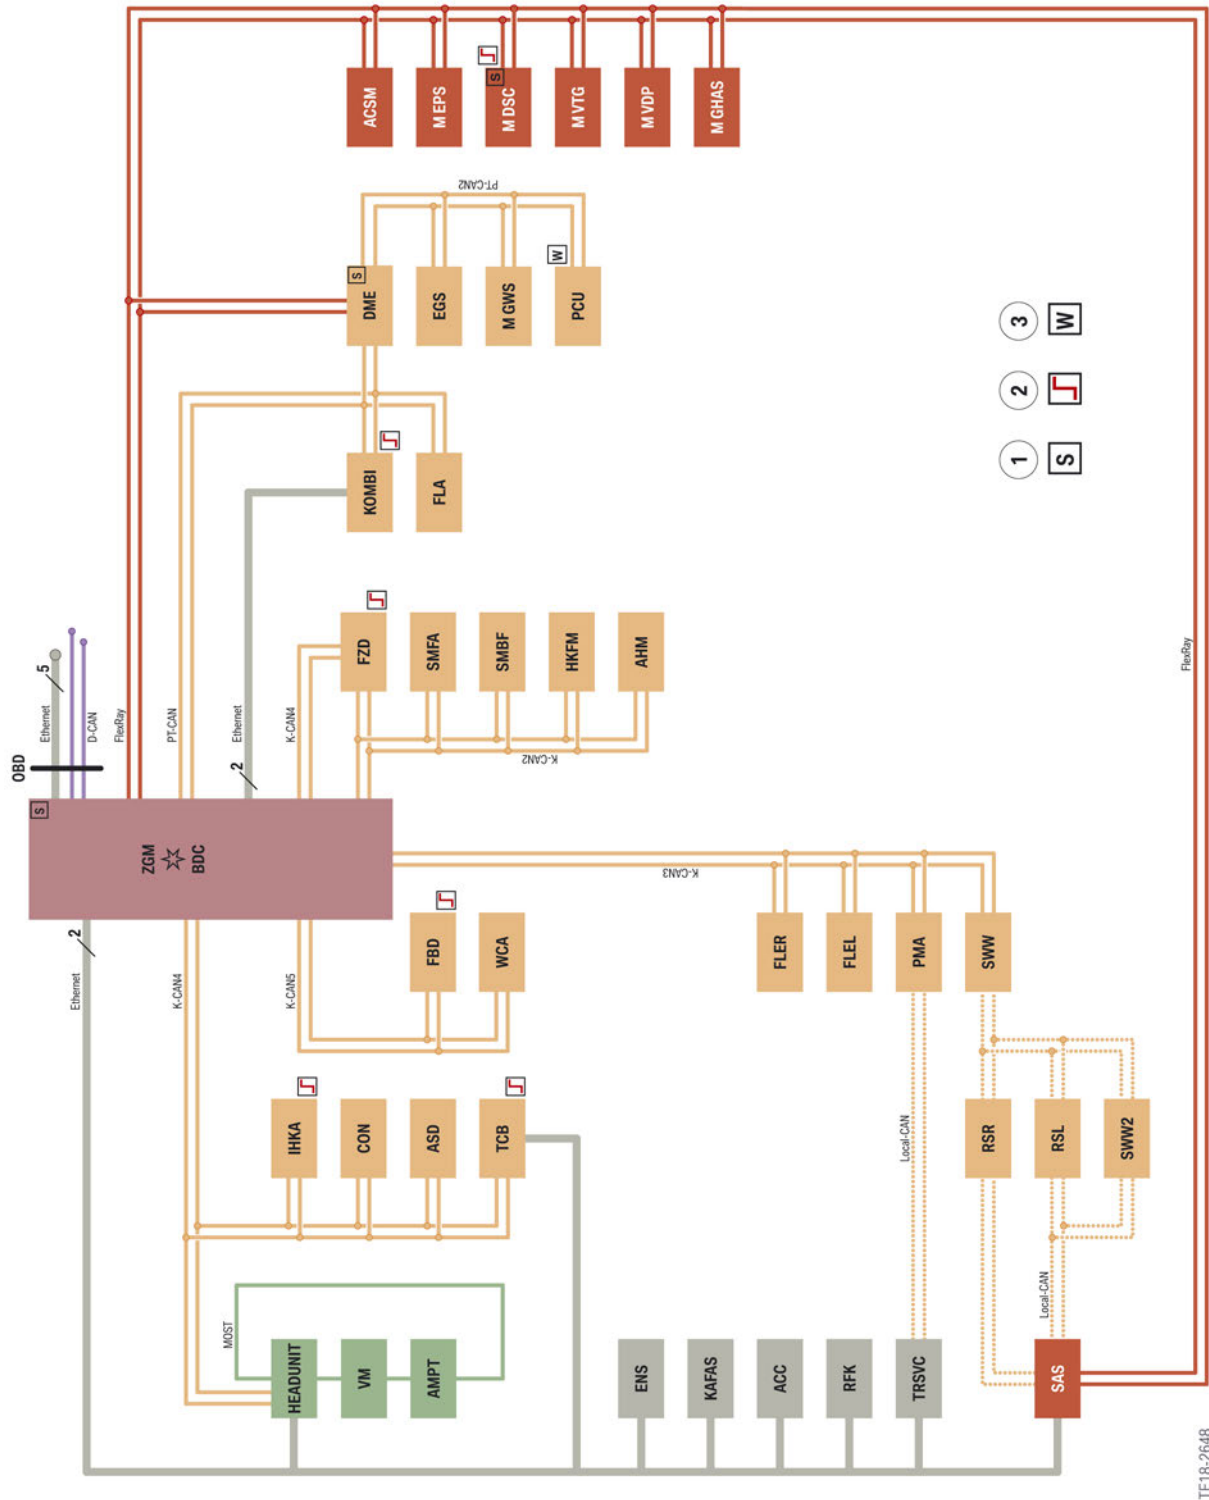 OBD
S
Ethernet
5
Ethernet
2
D-CAN
FlexRay
ZGM
K-CAN4
PT-CAN
BDC
MOST
Ethernet
2
K-CAN5
K-CAN4
HEADUNIT
IHKA
VM
CON
FZD
KOMBI
DME
S
ACSM
AMPT
ASD
FBD
SMFA
FLA
EGS
M EPS
PT-CAN2
TCB
WCA
SMBF
M GWS
M DSC
S
K-CAN2
HKFM
PCU
W
M VTG
ENS
AHM
M VDP
K-CAN3
KAFAS
M GHAS
ACC
FLER
RFK
FLEL
Local-CAN
TRSVC
PMA
RSR
SWW
1
2
3
S
W
Local-CAN
SAS
RSL
SWW2
FlexRay
TE18-2648